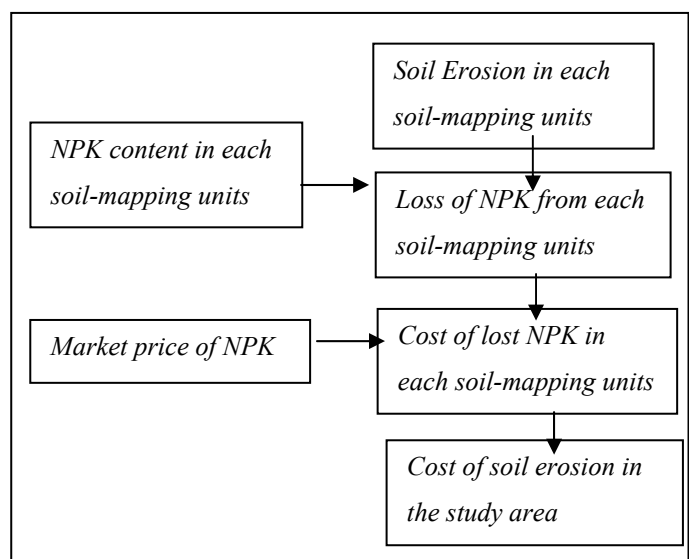 Soil Erosion in each
soil-mapping units
NPK content in each
soil-mapping units
Loss of NPK from each
soil-mapping units
Market price of NPK
Cost of lost NPK in
each soil-mapping units
Cost of soil erosion in
the study area